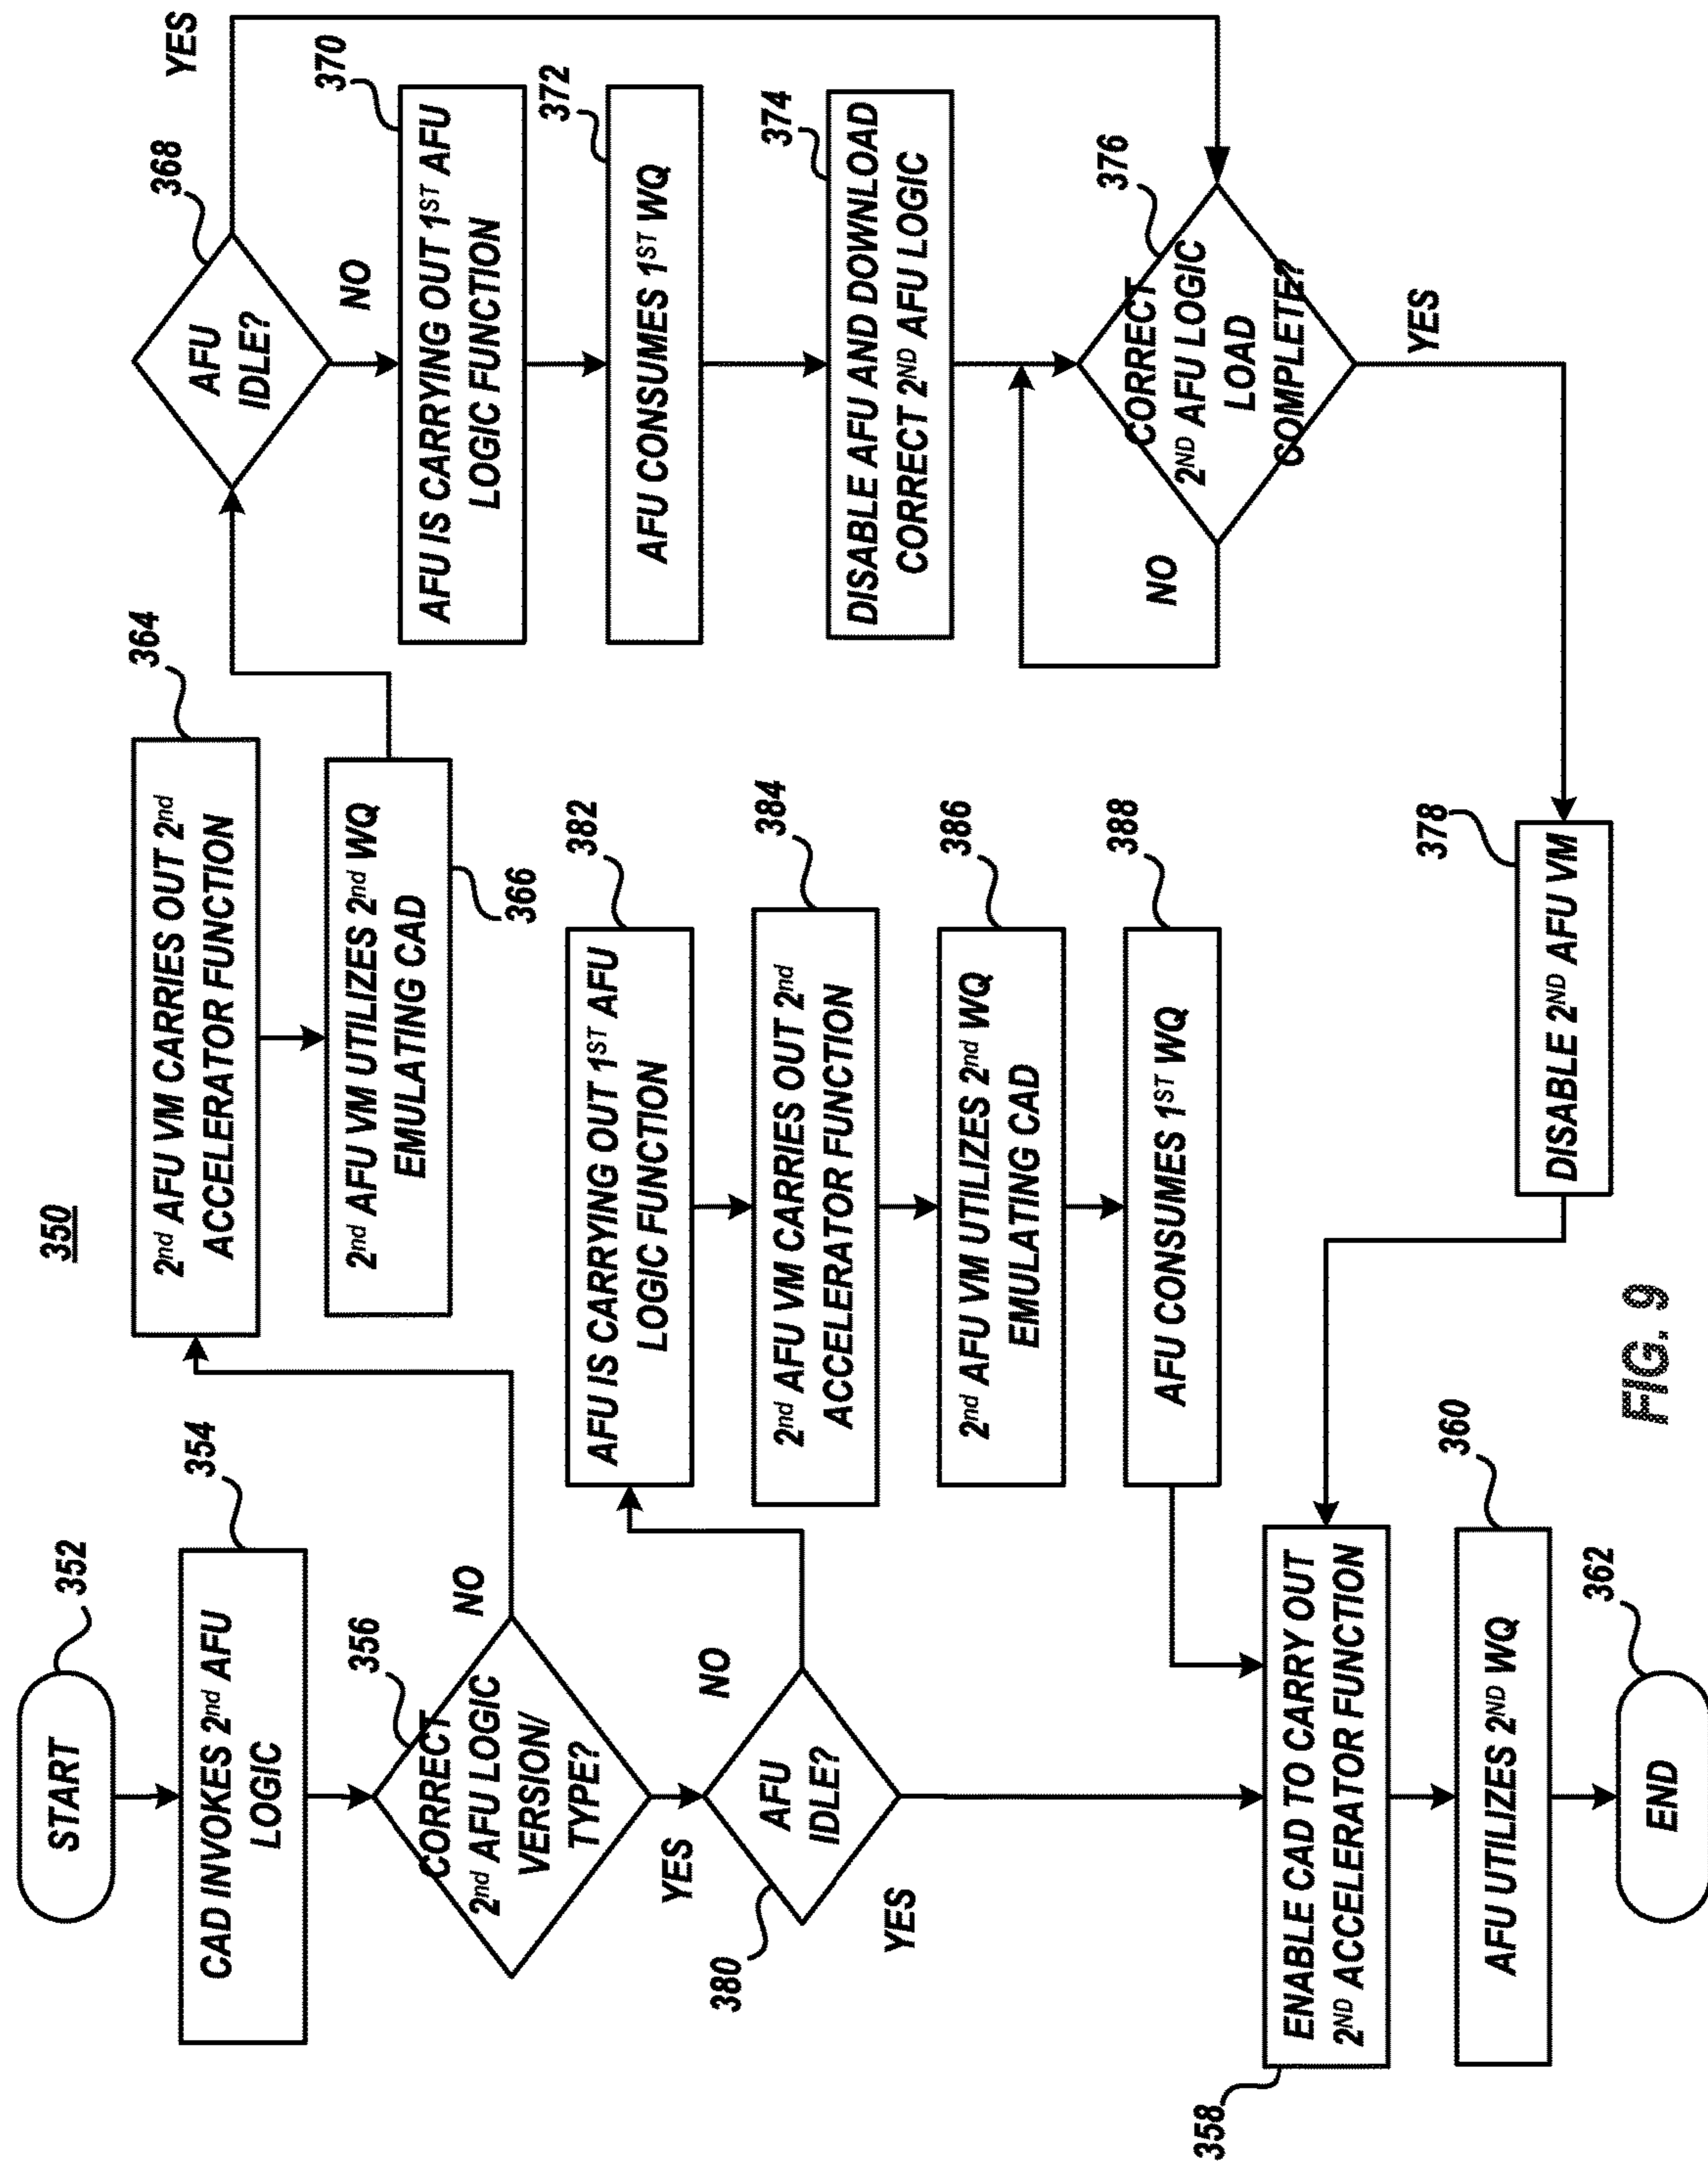 350
START
352
CAD INVOKES 2nd AFU
LOGIC
354
CORRECT
2nd AFU LOGIC
VERSION/
TYPE?
356
NO
YES
AFU
IDLE?
380
NO
YES
ENABLE CAD TO CARRY OUT
2ND ACCELERATOR FUNCTION
358
AFU UTILIZES 2ND WQ
360
END
362
2nd AFU VM CARRIES OUT 2nd
ACCELERATOR FUNCTION
364
2nd AFU VM UTILIZES 2nd WQ
EMULATING CAD
366
AFU IS CARRYING OUT 1ST AFU
LOGIC FUNCTION
382
2nd AFU VM CARRIES OUT 2nd
ACCELERATOR FUNCTION
384
2nd AFU VM UTILIZES 2nd WQ
EMULATING CAD
386
AFU CONSUMES 1ST WQ
388
AFU
IDLE?
368
YES
NO
AFU IS CARRYING OUT 1ST AFU
LOGIC FUNCTION
370
AFU CONSUMES 1ST WQ
372
DISABLE AFU AND DOWNLOAD
CORRECT 2ND AFU LOGIC
374
CORRECT
2ND AFU LOGIC
LOAD
COMPLETE?
376
NO
YES
DISABLE 2ND AFU VM
378
FIG. 9